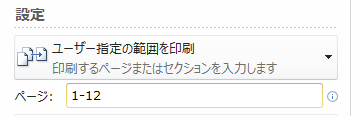 設定
ユーザー指定の範囲を印刷
印刷するページまたはセクションを入力します
ページ: 1-12